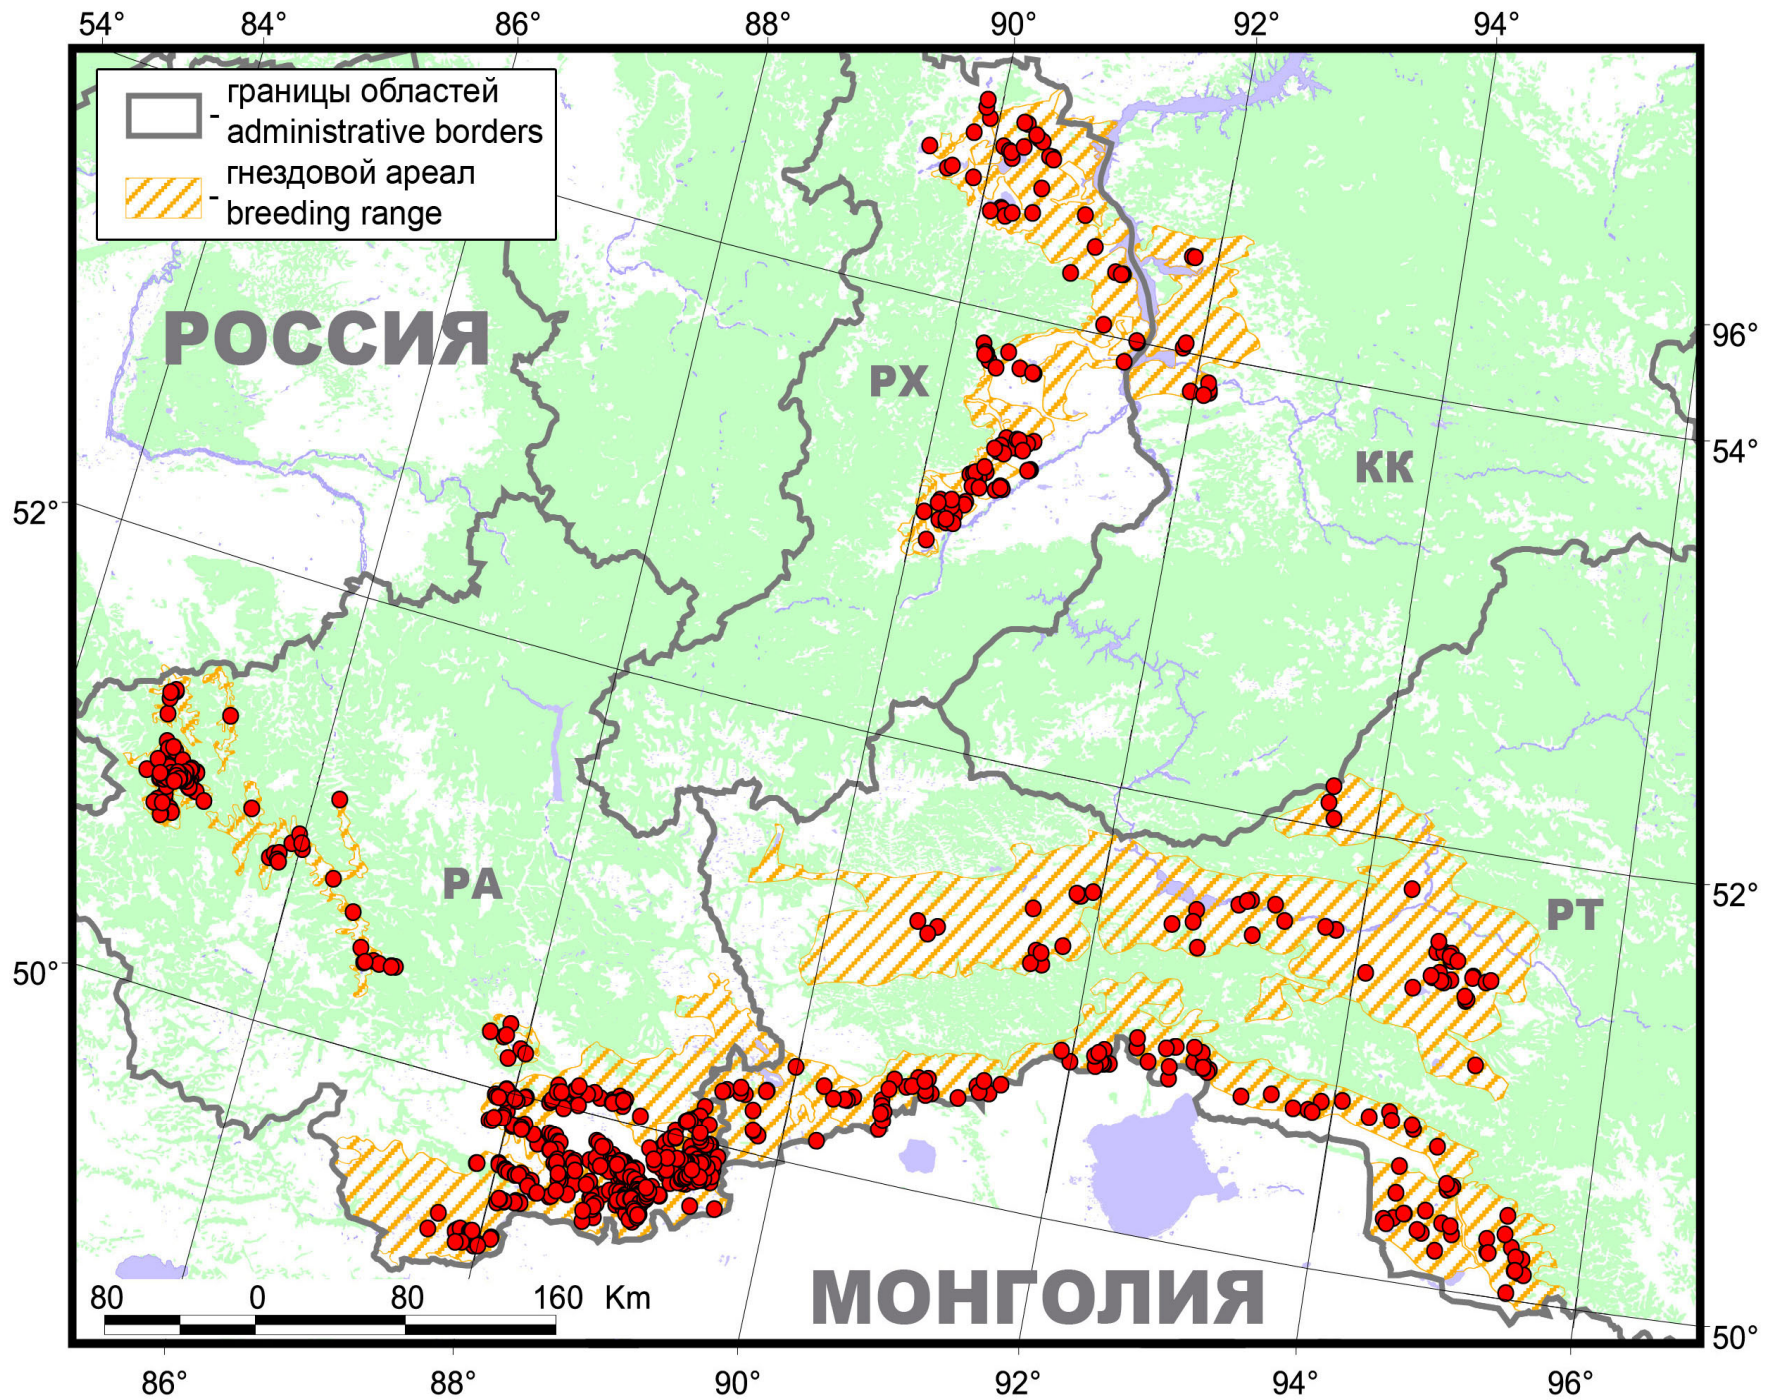 54° 84° 86° 88° 90° 92° 94°
границы областей
administrative borders
гнездовой ареал
breeding range
РОССИЯ
96°
РХ
54°
КК
52°
РА
52°
РТ
50°
МОНГОЛИЯ
80 0 80 160 Km
50°
86° 88° 90° 92° 94° 96°